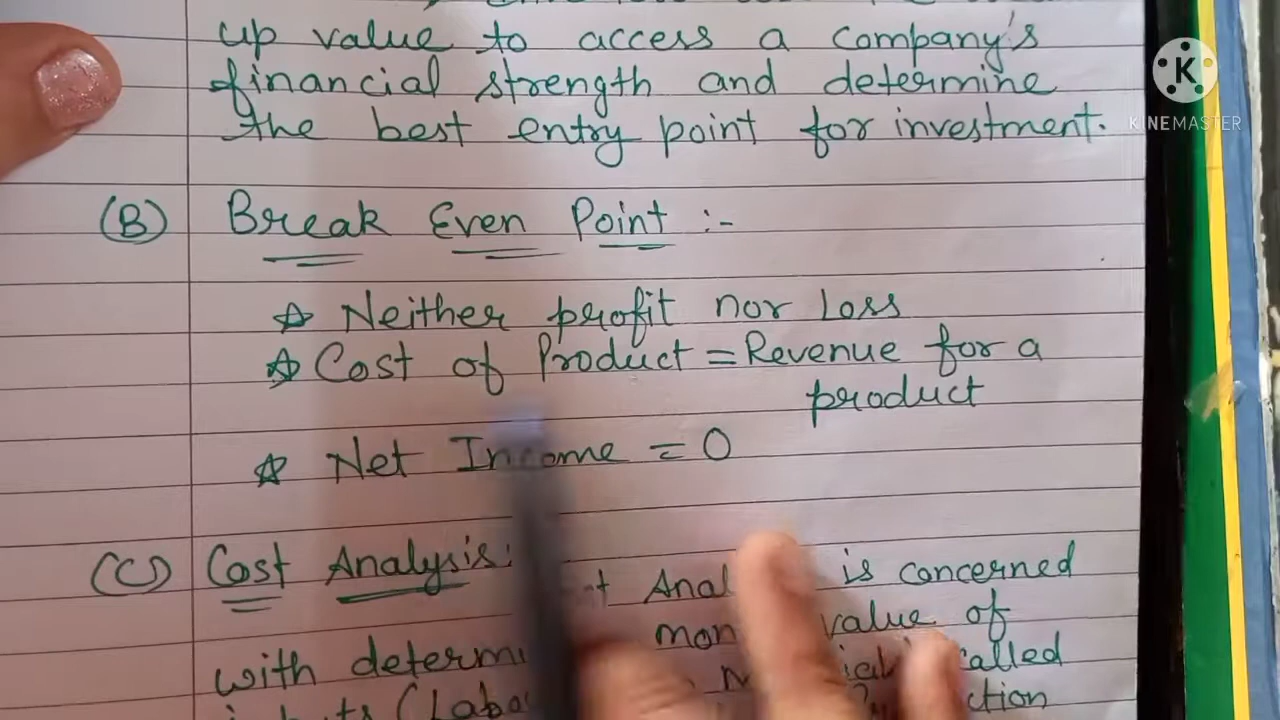 up value to access a company's
financial strength and determine
the best entry point for investment.
K
KINEMASTER
(B) Break Even Point :-
☆ Neither profit nor Loss
☆ Cost of Product = Revenue for a
product
☆ Net Income = 0
(C) Cost Analysis: is concerned
with value of
called